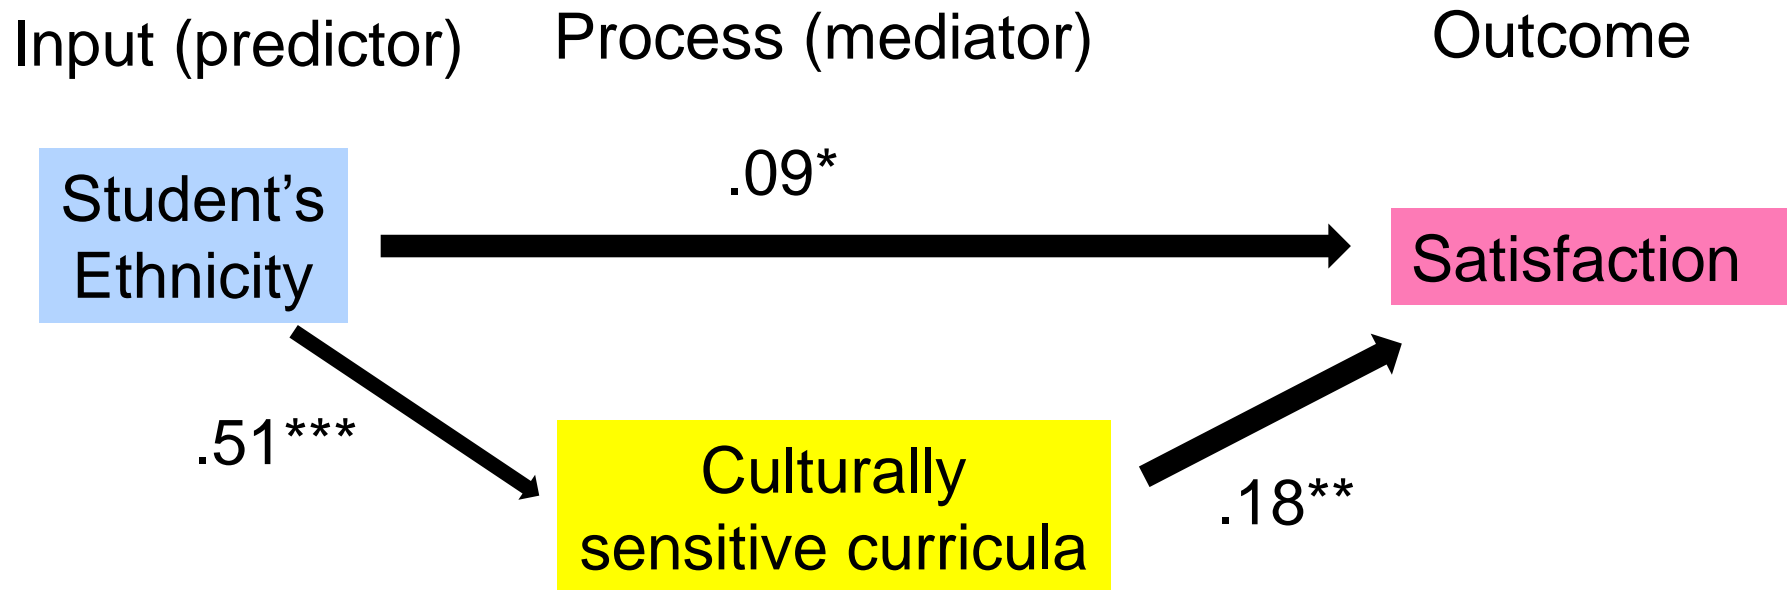 Input (predictor)
Process (mediator)
Outcome
Student’s
Ethnicity
.09*
Satisfaction
.51***
Culturally
sensitive curricula
.18**